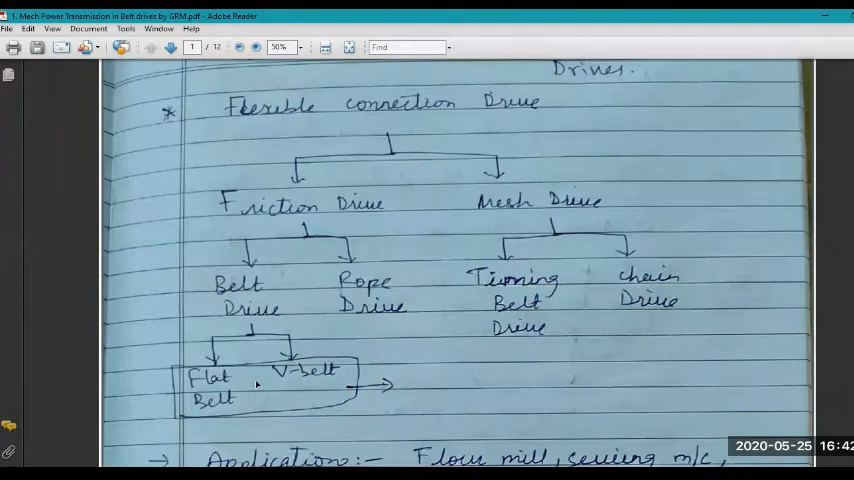 1. Mech Power Transmission in Belt drives by GRM.pdf - Adobe Reader
File Edit View Document Tools Window Help
1 / 12 50% Find
Drives.
* Flexible connection Drive
Friction Drive Mesh Drive
Belt Drive Rope Drive Timing Belt Drive chain Drive
Flat Belt V-belt
→ Application :- Flour mill, sewing m/c,
2020-05-25 16:42